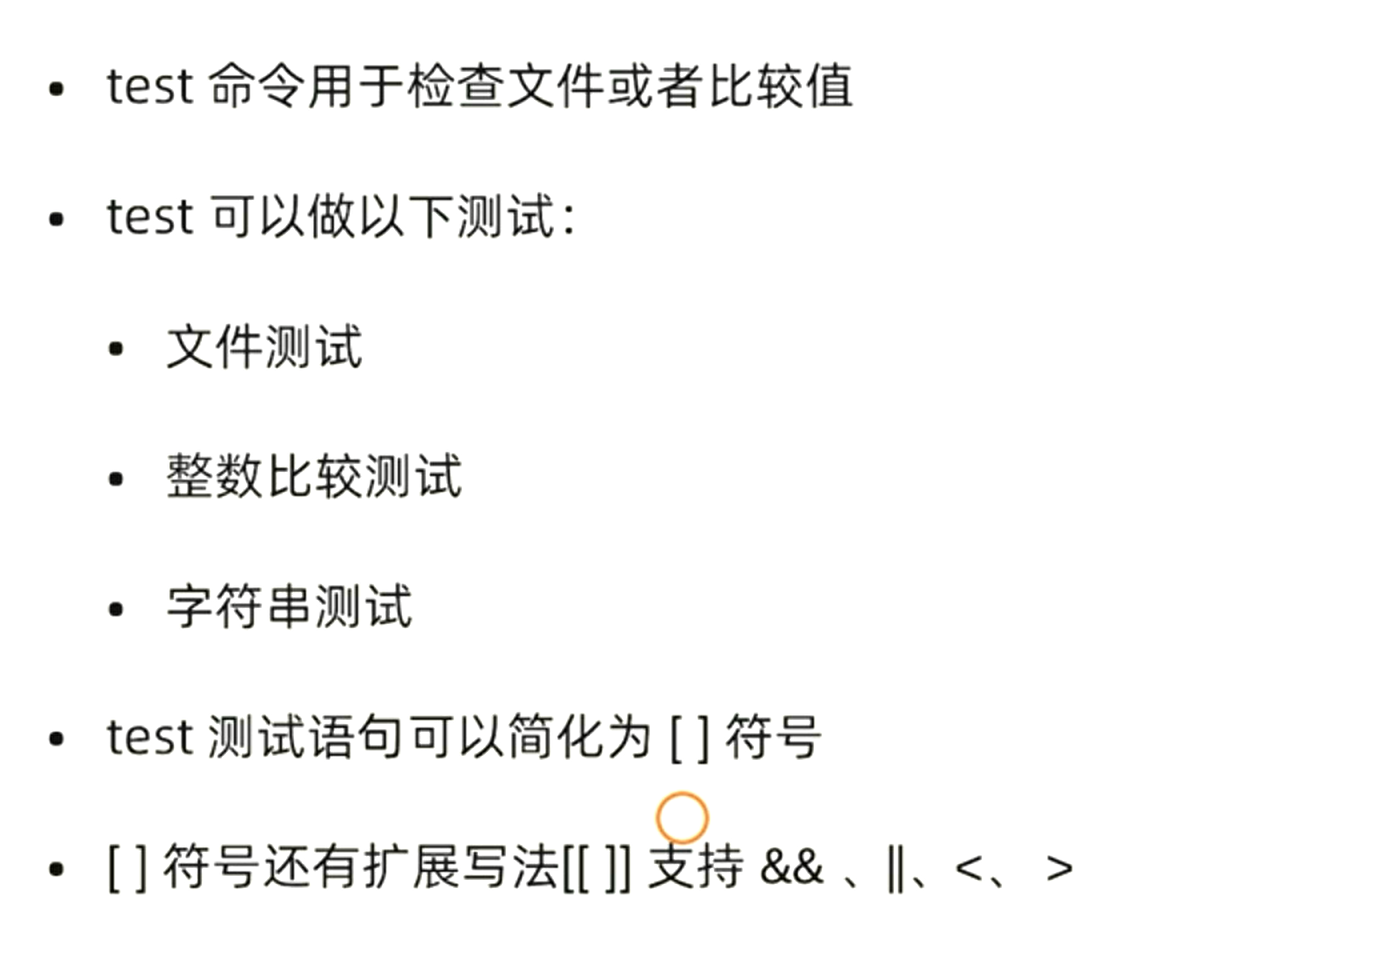 • test 命令用于检查文件或者比较值
• test 可以做以下测试：
• 文件测试
• 整数比较测试
• 字符串测试
• test 测试语句可以简化为 [ ] 符号
• [ ] 符号还有扩展写法[[ ]] 支持 && 、||、<、 >